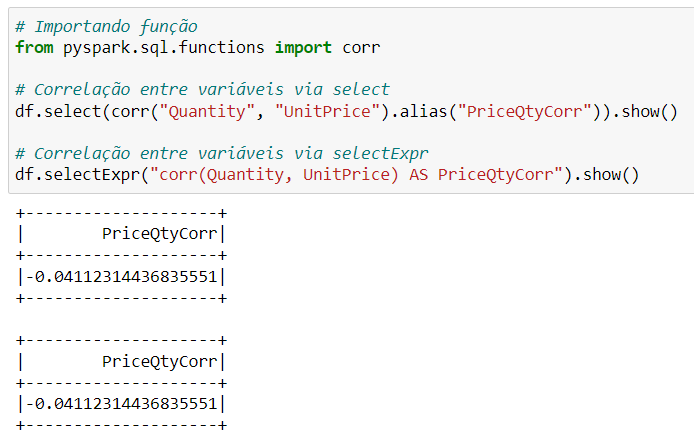 # Importando função
from pyspark.sql.functions import corr
# Correlação entre variáveis via select
df.select(corr("Quantity", "UnitPrice").alias("PriceQtyCorr")).show()
# Correlação entre variáveis via selectExpr
df.selectExpr("corr(Quantity, UnitPrice) AS PriceQtyCorr").show()
+--------------------+
|        PriceQtyCorr|
+--------------------+
|-0.04112314436835551|
+--------------------+
+--------------------+
|        PriceQtyCorr|
+--------------------+
|-0.04112314436835551|
+--------------------+